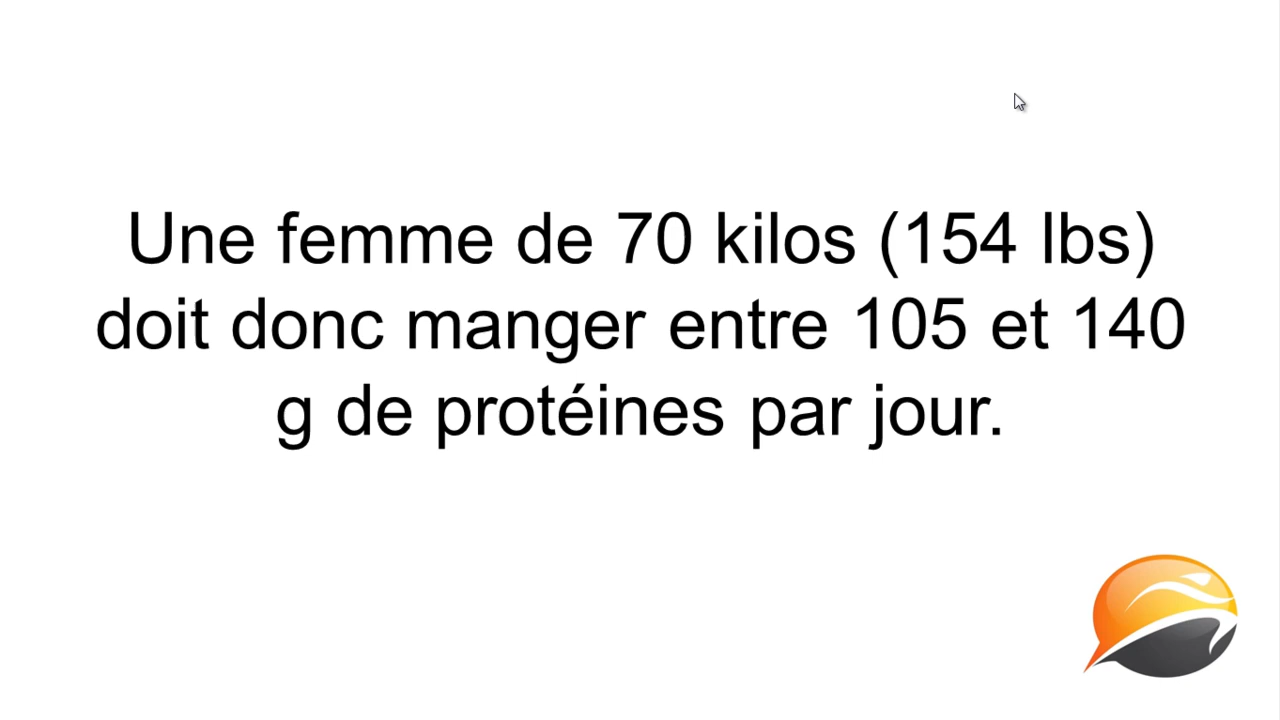 Une femme de 70 kilos (154 lbs)
doit donc manger entre 105 et 140
g de protéines par jour.